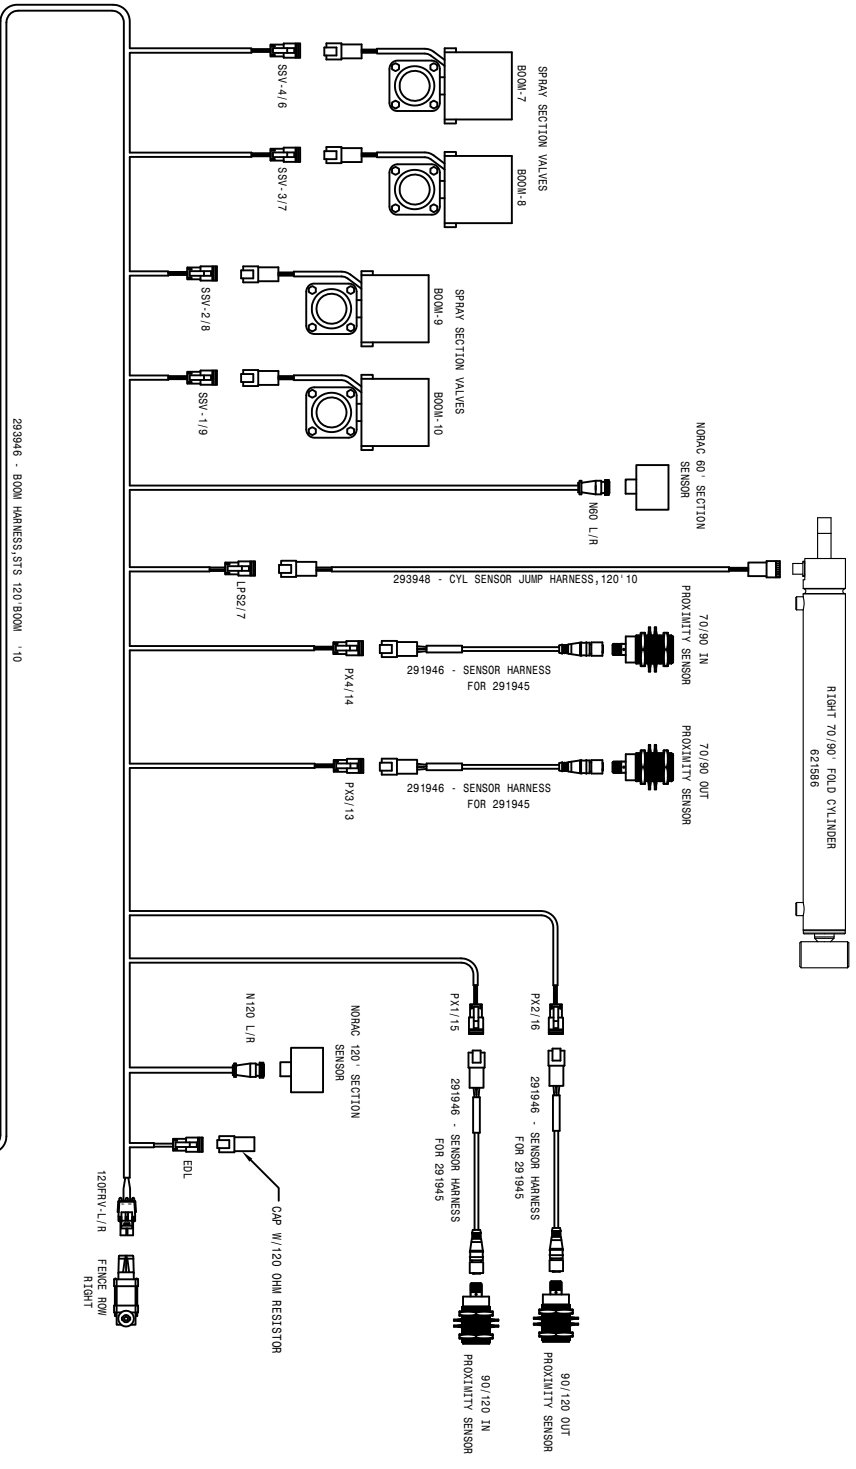 SPRAY SECTION VALVES
BOOM-7
SSV-4/6
BOOM-8
SSV-3/7
SPRAY SECTION VALVES
BOOM-9
SSV-2/8
BOOM-10
SSV-1/9
NORAC 60' SECTION
SENSOR
N60 L/R
RIGHT 70/90' FOLD CYLINDER
621586
293948 - CYL SENSOR JUMP HARNESS,120'10
LPS2/7
70/90 IN
PROXIMITY SENSOR
291946 - SENSOR HARNESS
FOR 291945
PX4/14
70/90 OUT
PROXIMITY SENSOR
291946 - SENSOR HARNESS
FOR 291945
PX3/13
293946 - BOOM HARNESS,STS 120'BOOM '10
PX2/16
291946 - SENSOR HARNESS
FOR 291945
90/120 OUT
PROXIMITY SENSOR
PX1/15
291946 - SENSOR HARNESS
FOR 291945
90/120 IN
PROXIMITY SENSOR
NORAC 120' SECTION
SENSOR
N120 L/R
CAP W/120 OHM RESISTOR
EDL
120FRV-L/R
FENCE ROW
RIGHT